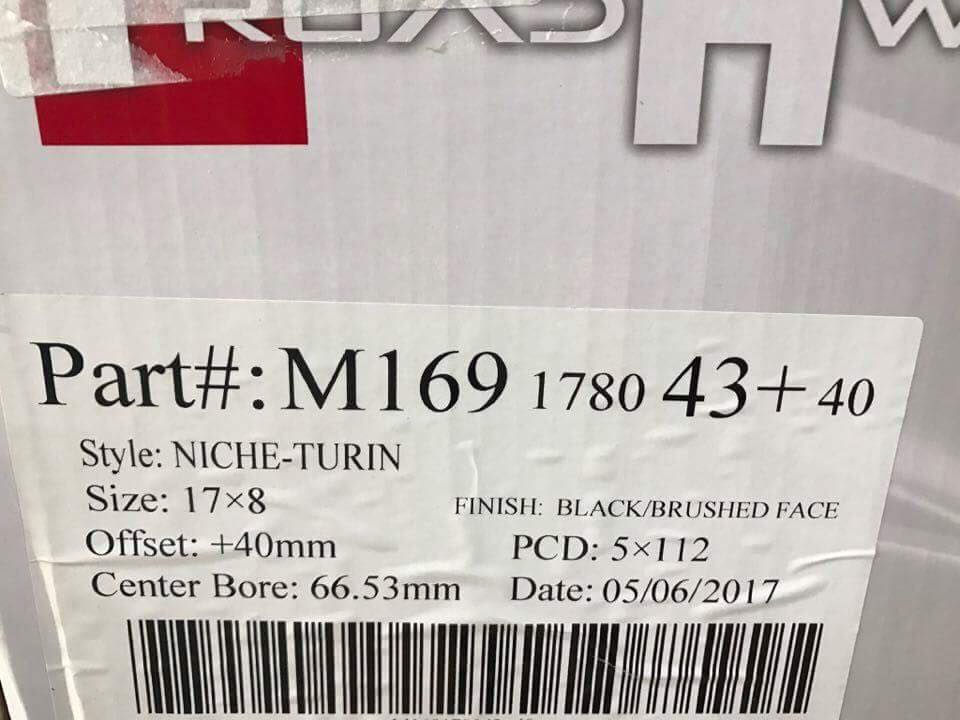 Part#: M169 1780 43+40
Style: NICHE-TURIN
Size: 17×8
FINISH: BLACK/BRUSHED FACE
Offset: +40mm
PCD: 5×112
Center Bore: 66.53mm
Date: 05/06/2017